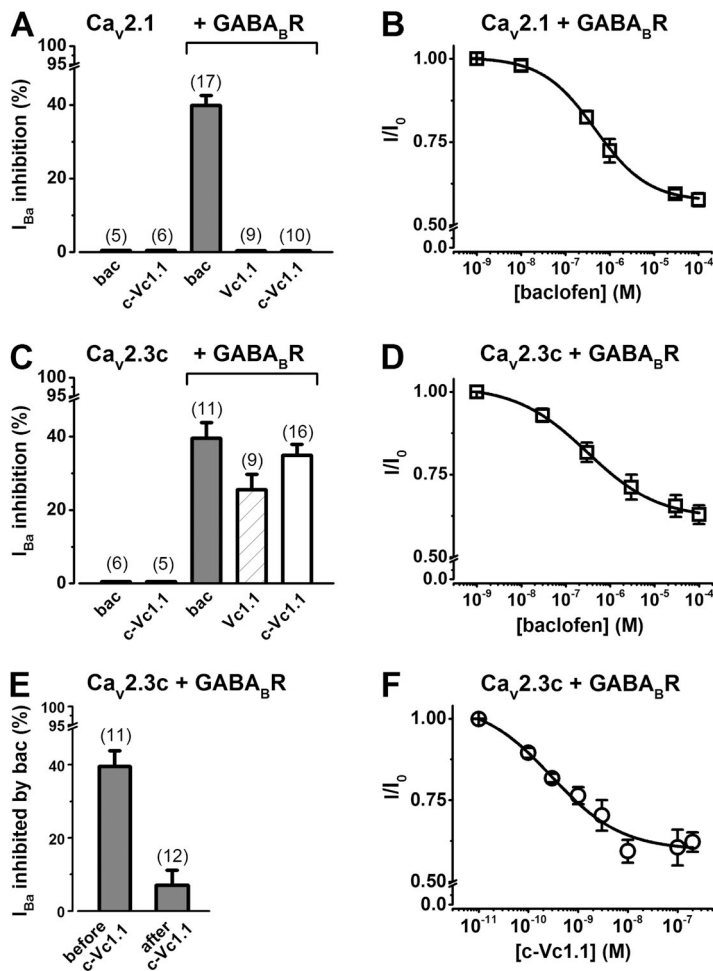 A
Cav2.1 + GABABR
I_Ba inhibition (%)
100
95
40
20
0
(5)
(6)
(17)
(9)
(10)
bac
c-Vc1.1
bac
Vc1.1
c-Vc1.1
B
Cav2.1 + GABABR
I/I0
1.00
0.75
0.50
0.0
10^-9 10^-8 10^-7 10^-6 10^-5 10^-4
[baclofen] (M)
C
Cav2.3c + GABABR
I_Ba inhibition (%)
100
95
40
20
0
(6)
(5)
(11)
(9)
(16)
bac
c-Vc1.1
bac
Vc1.1
c-Vc1.1
D
Cav2.3c + GABABR
I/I0
1.00
0.75
0.50
0.0
10^-9 10^-8 10^-7 10^-6 10^-5 10^-4
[baclofen] (M)
E
Cav2.3c + GABABR
I_Ba inhibited by bac (%)
100
95
40
20
0
(11)
(12)
before
c-Vc1.1
after
c-Vc1.1
F
Cav2.3c + GABABR
I/I0
1.00
0.75
0.50
0.0
10^-11 10^-10 10^-9 10^-8 10^-7
[c-Vc1.1] (M)